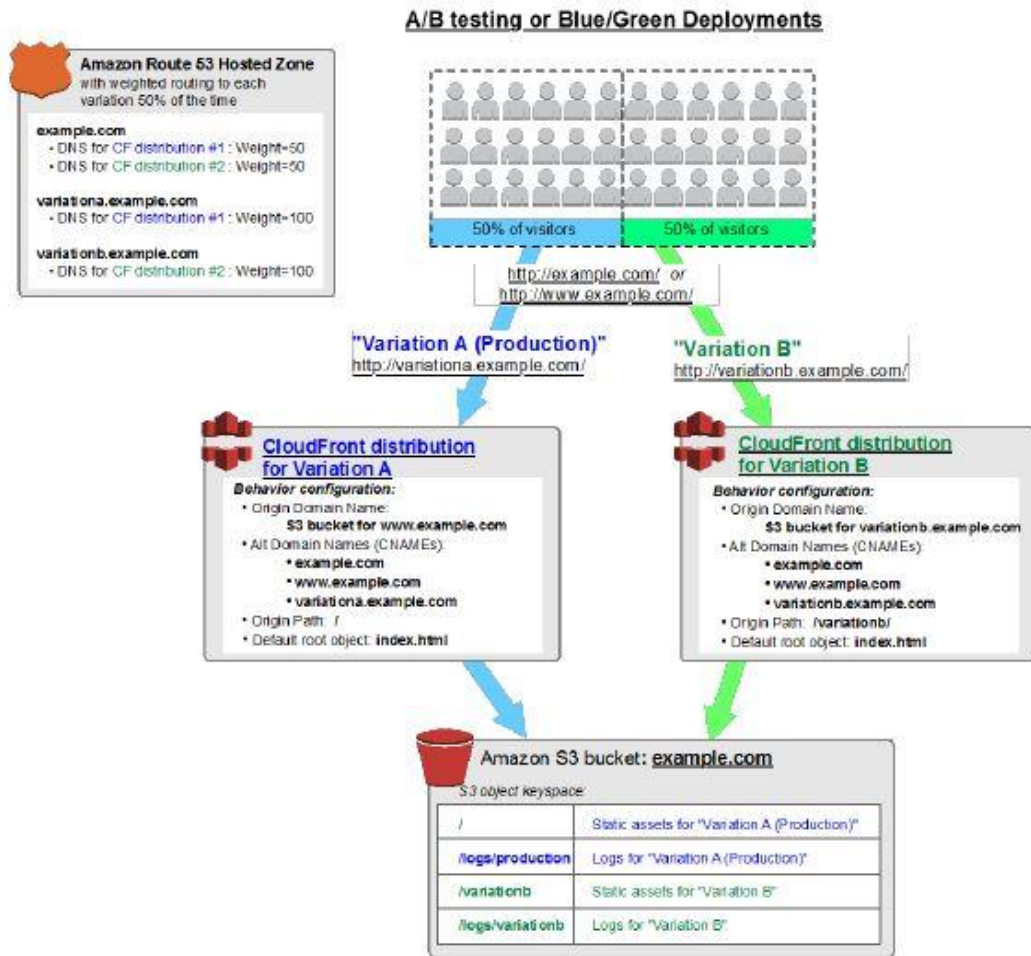 A/B testing or Blue/Green Deployments
Amazon Route 53 Hosted Zone
with weighted routing to each
variation 50% of the time
example.com
• DNS for CF distribution #1 : Weight=50
• DNS for CF distribution #2 : Weight=50
variationa.example.com
• DNS for CF distribution #1 : Weight=100
variationb.example.com
• DNS for CF distribution #2 : Weight=100
50% of visitors
50% of visitors
http://example.com/ or
http://www.example.com/
"Variation A (Production)"
http://variationa.example.com/
"Variation B"
http://variationb.example.com/
CloudFront distribution
for Variation A
Behavior configuration:
• Origin Domain Name:
S3 bucket for www.example.com
• Alt Domain Names (CNAMEs):
• example.com
• www.example.com
• variationa.example.com
• Origin Path: /
• Default root object: index.html
CloudFront distribution
for Variation B
Behavior configuration:
• Origin Domain Name:
S3 bucket for variationb.example.com
• Alt Domain Names (CNAMEs):
• example.com
• www.example.com
• variationb.example.com
• Origin Path: /variationb/
• Default root object: index.html
Amazon S3 bucket: example.com
S3 object keyspace:
/ Static assets for "Variation A (Production)"
/logs/production Logs for "Variation A (Production)"
/variationb Static assets for "Variation B"
/logs/variationb Logs for "Variation B"